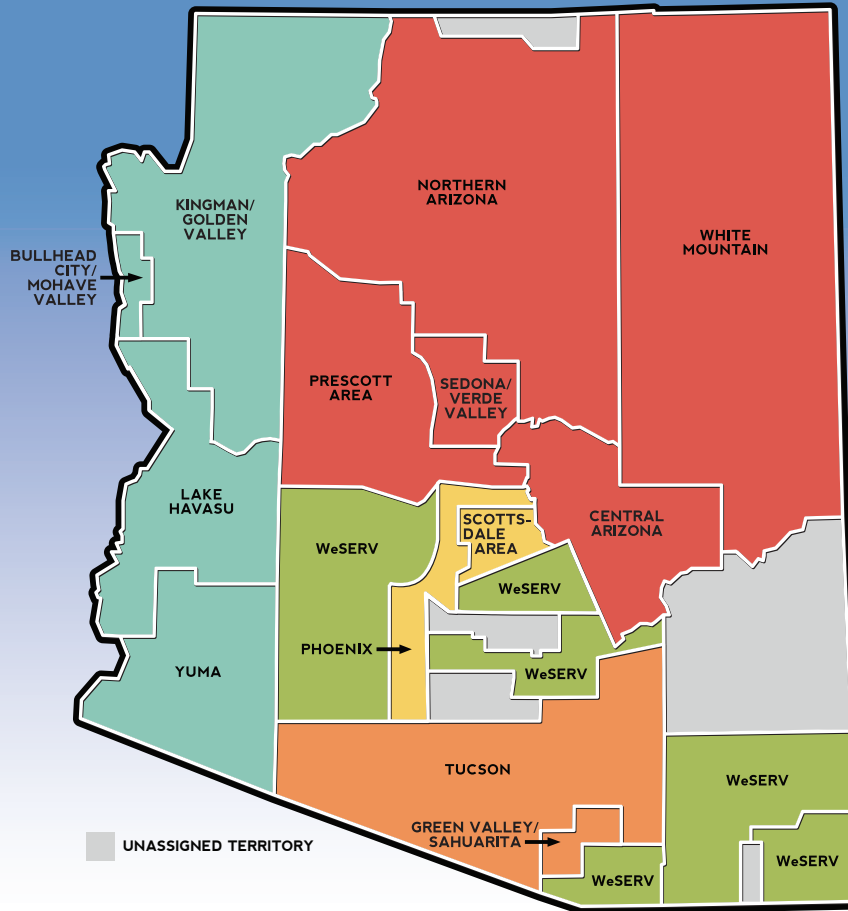 NORTHERN
ARIZONA
KINGMAN/
GOLDEN
VALLEY
WHITE
MOUNTAIN
BULLHEAD
CITY/
MOHAVE
VALLEY
PRESCOTT
AREA
SEDONA/
VERDE
VALLEY
LAKE
HAVASU
SCOTTS-
DALE
AREA
CENTRAL
ARIZONA
WeSERV
WeSERV
PHOENIX
YUMA
WeSERV
TUCSON
WeSERV
GREEN VALLEY/
SAHUARITA
UNASSIGNED TERRITORY
WeSERV
WeSERV